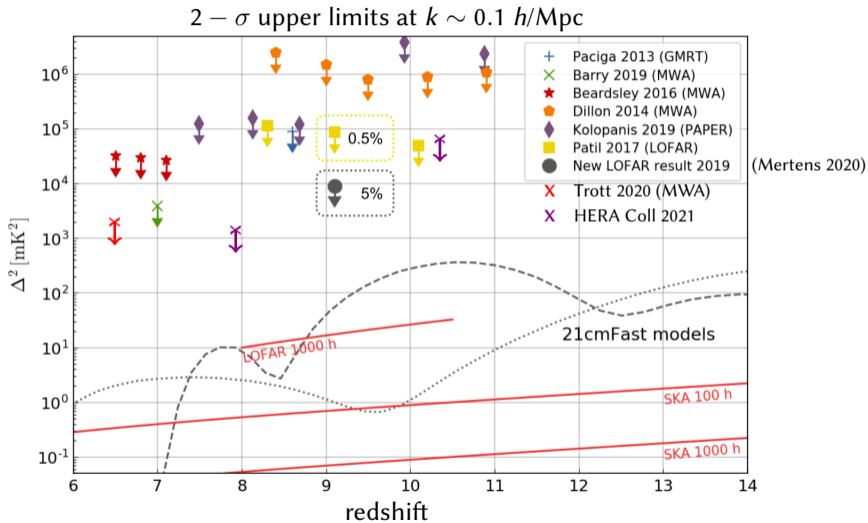 2 − σ upper limits at k ∼ 0.1 h/Mpc
Δ² [mK²]
10⁶
10⁵
10⁴
10³
10²
10¹
10⁰
10⁻¹
Paciga 2013 (GMRT)
Barry 2019 (MWA)
Beardsley 2016 (MWA)
Dillon 2014 (MWA)
Kolopanis 2019 (PAPER)
Patil 2017 (LOFAR)
New LOFAR result 2019 (Mertens 2020)
Trott 2020 (MWA)
HERA Coll 2021
0.5%
5%
21cmFast models
LOFAR 1000 h
SKA 100 h
SKA 1000 h
6 7 8 9 10 11 12 13 14
redshift